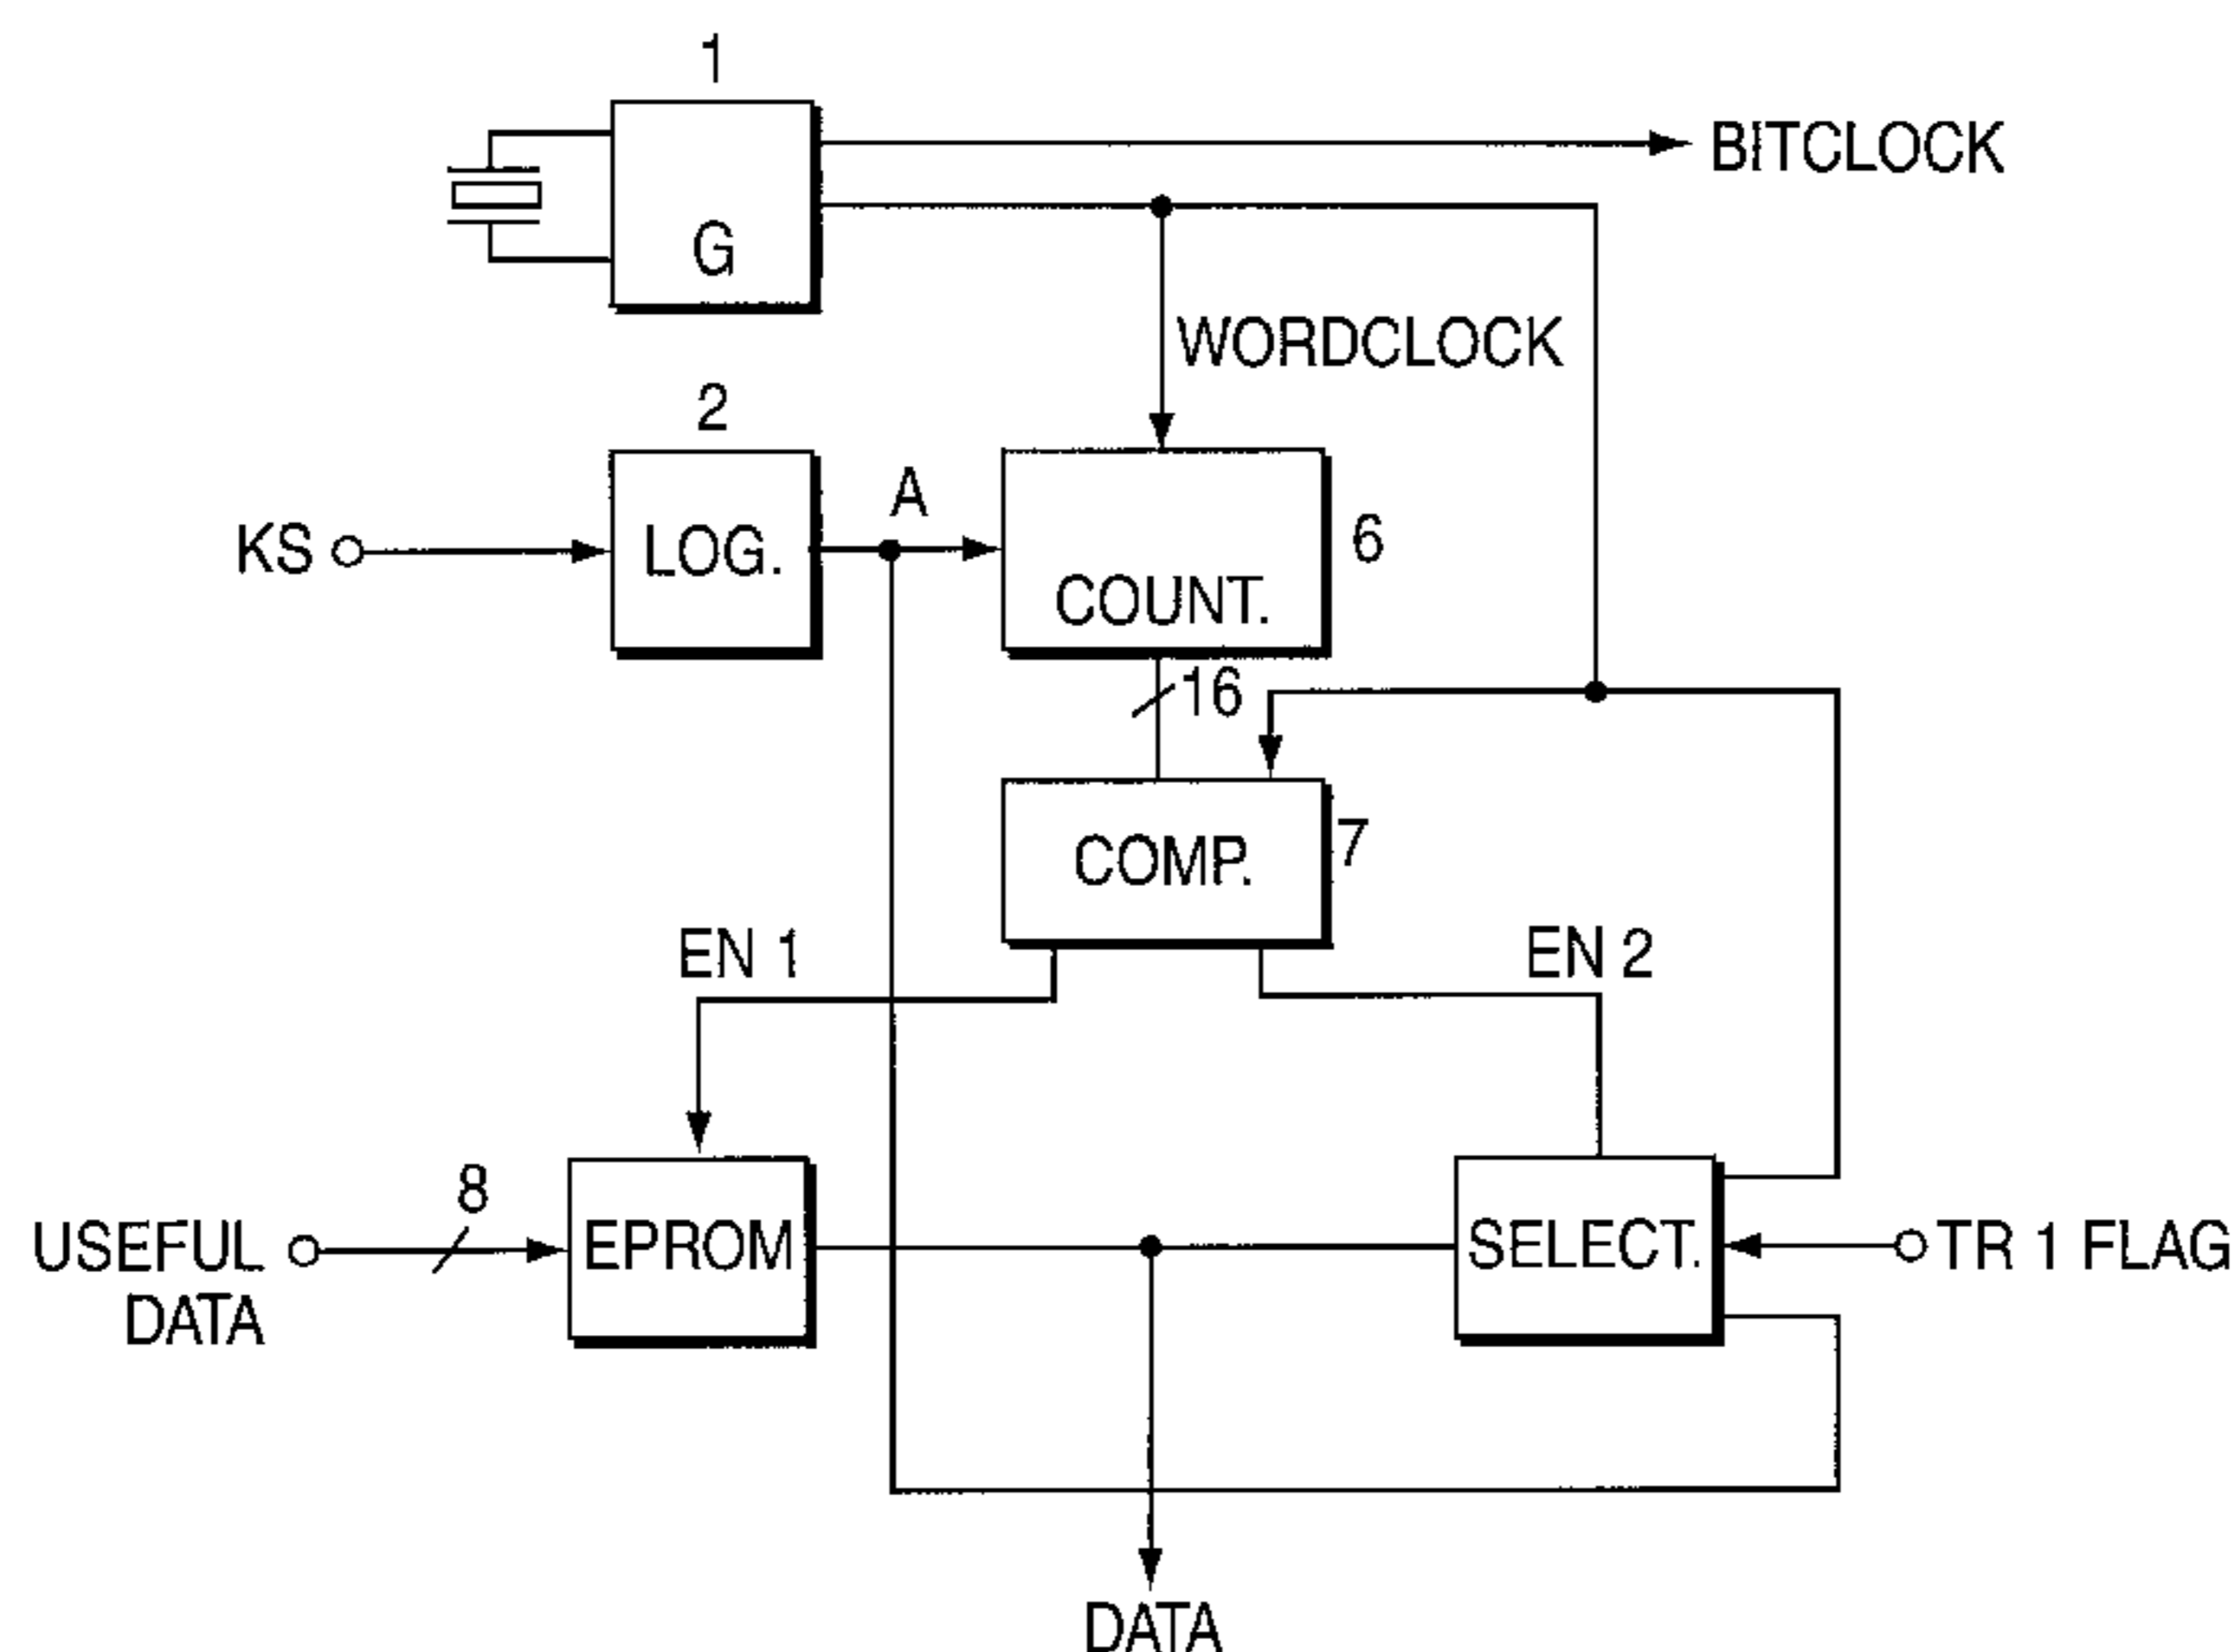 1
BITCLOCK
G
WORDCLOCK
2
A
KS
LOG.
6
COUNT.
16
COMP.
7
EN 1
EN 2
8
USEFUL
DATA
EPROM
SELECT.
TR 1 FLAG
DATA